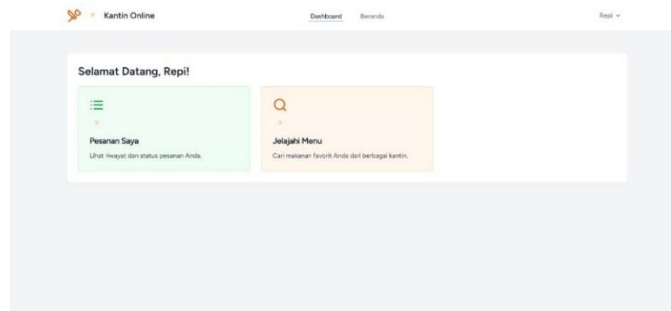 Kantin Online
Dashboard
Beranda
Repi
Selamat Datang, Repi!
Pesanan Saya
Lihat riwayat dan status pesanan Anda.
Jelajahi Menu
Cari makanan favorit Anda dari berbagai kantin.